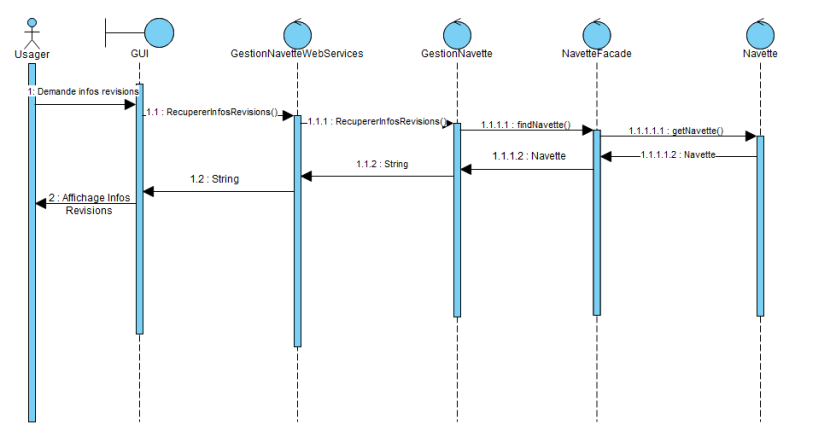 Usager
GUI
GestionNavetteWebServices
GestionNavette
NavetteFacade
Navette
1: Demande infos revisions
1.1 : RecupererInfosRevisions()
1.1.1 : RecupererInfosRevisions()
1.1.1.1 : findNavette()
1.1.1.1.1 : getNavette()
1.1.1.1.2 : Navette
1.1.1.2 : Navette
1.1.2 : String
1.2 : String
2 : Affichage Infos
Revisions